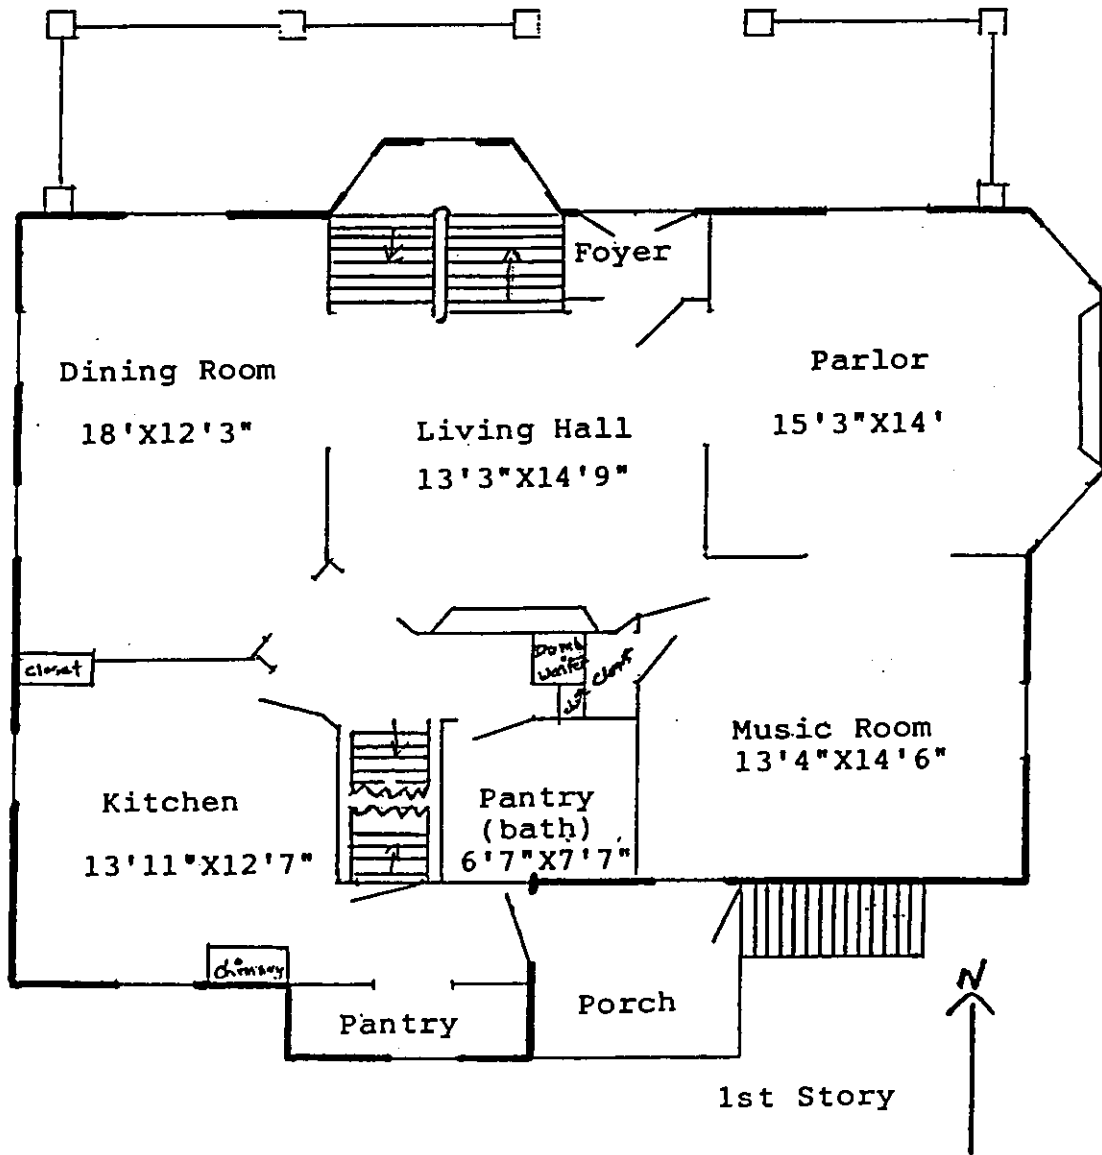 Foyer
Dining Room
18'X12'3"
Living Hall
13'3"X14'9"
Parlor
15'3"X14'
closet
Dumb
Waiter
closet
Music Room
13'4"X14'6"
Kitchen
13'11"X12'7"
Pantry
(bath)
6'7"X7'7"
chimney
Pantry
Porch
N
1st Story